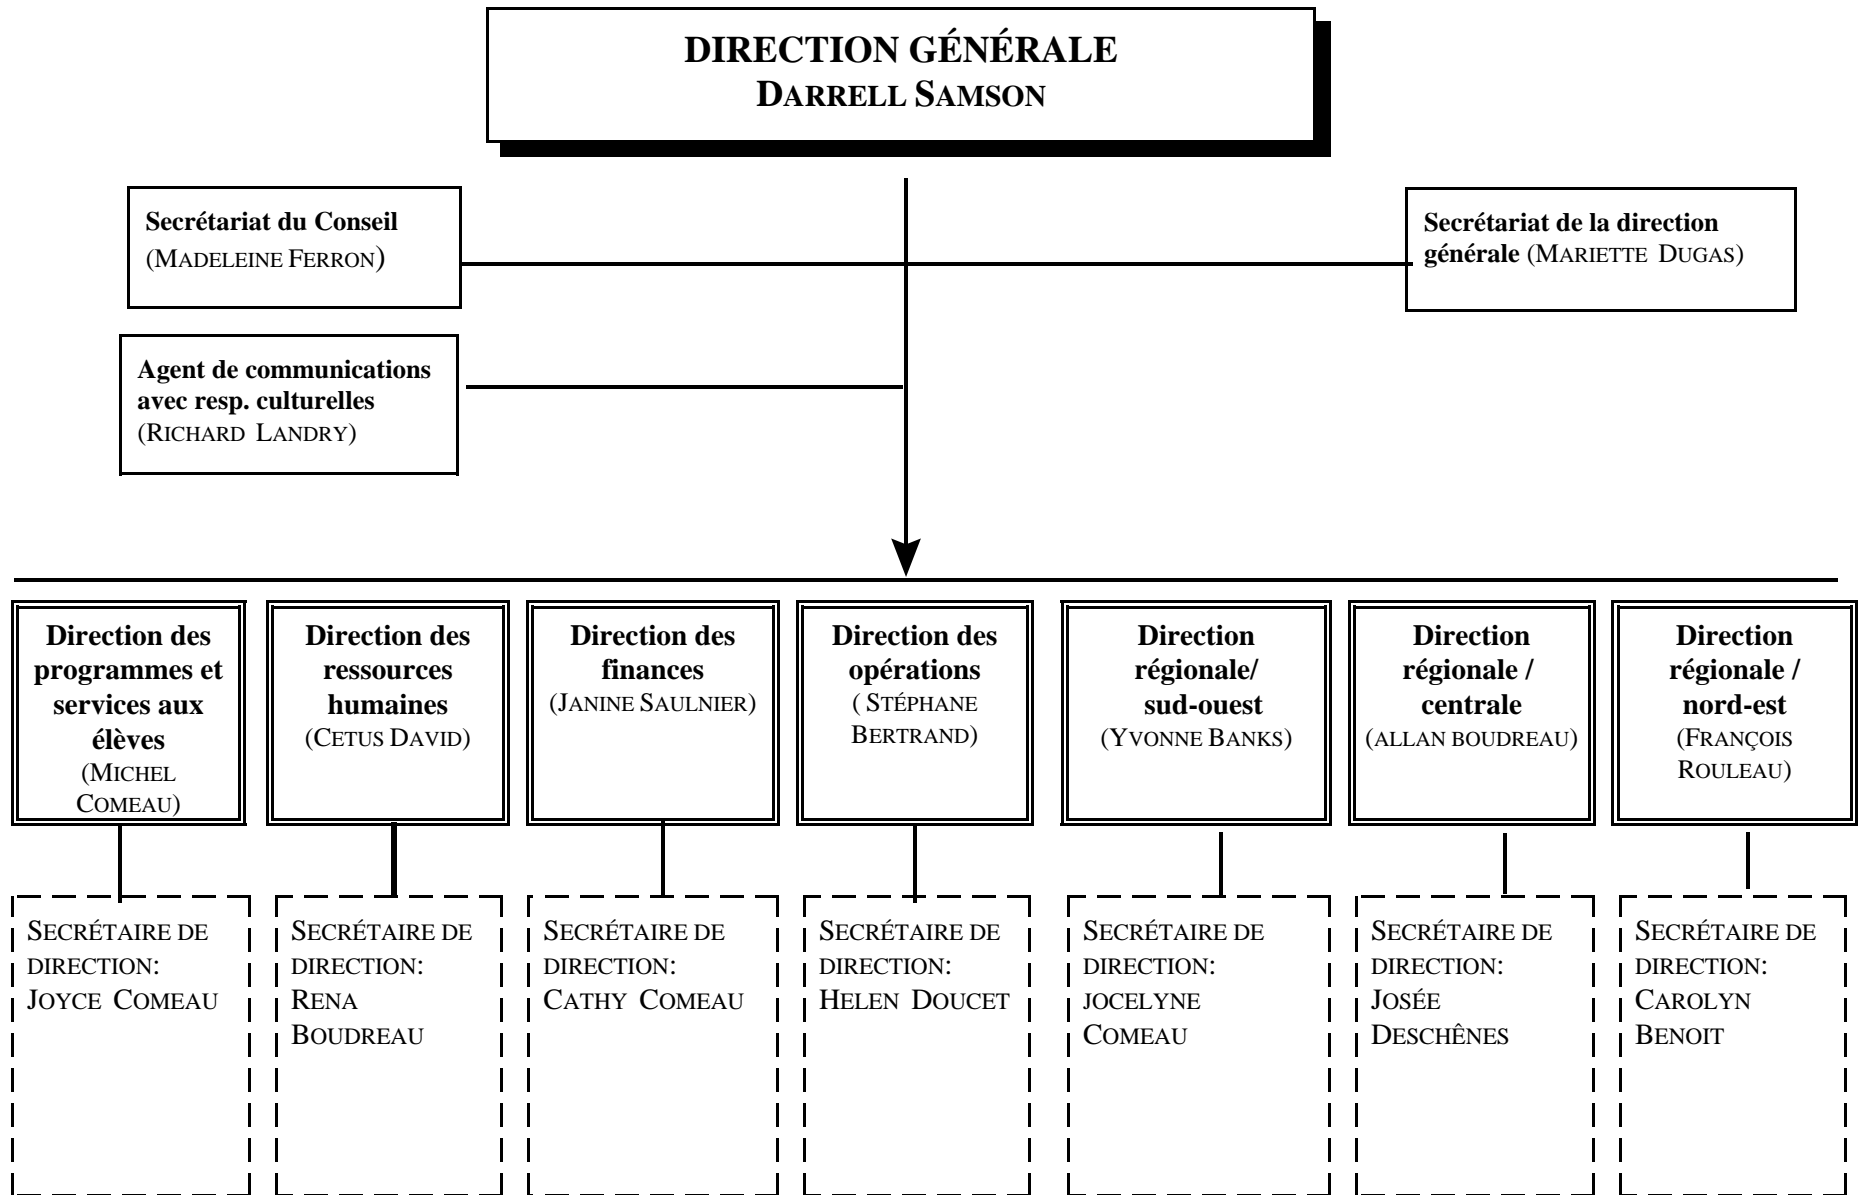 DIRECTION GÉNÉRALE
DARRELL SAMSON
Secrétariat du Conseil
(MADELEINE FERRON)
Secrétariat de la direction
générale (MARIETTE DUGAS)
Agent de communications
avec resp. culturelles
(RICHARD LANDRY)
Direction des
programmes et
services aux
élèves
(MICHEL
COMEAU)
Direction des
ressources
humaines
(CETUS DAVID)
Direction des
finances
(JANINE SAULNIER)
Direction des
opérations
( STÉPHANE
BERTRAND)
Direction
régionale/
sud-ouest
(YVONNE BANKS)
Direction
régionale /
centrale
(ALLAN BOUDREAU)
Direction
régionale /
nord-est
(FRANÇOIS
ROULEAU)
SECRÉTAIRE DE
DIRECTION:
JOYCE COMEAU
SECRÉTAIRE DE
DIRECTION:
RENA
BOUDREAU
SECRÉTAIRE DE
DIRECTION:
CATHY COMEAU
SECRÉTAIRE DE
DIRECTION:
HELEN DOUCET
SECRÉTAIRE DE
DIRECTION:
JOCELYNE
COMEAU
SECRÉTAIRE DE
DIRECTION:
JOSÉE
DESCHÊNES
SECRÉTAIRE DE
DIRECTION:
CAROLYN
BENOIT